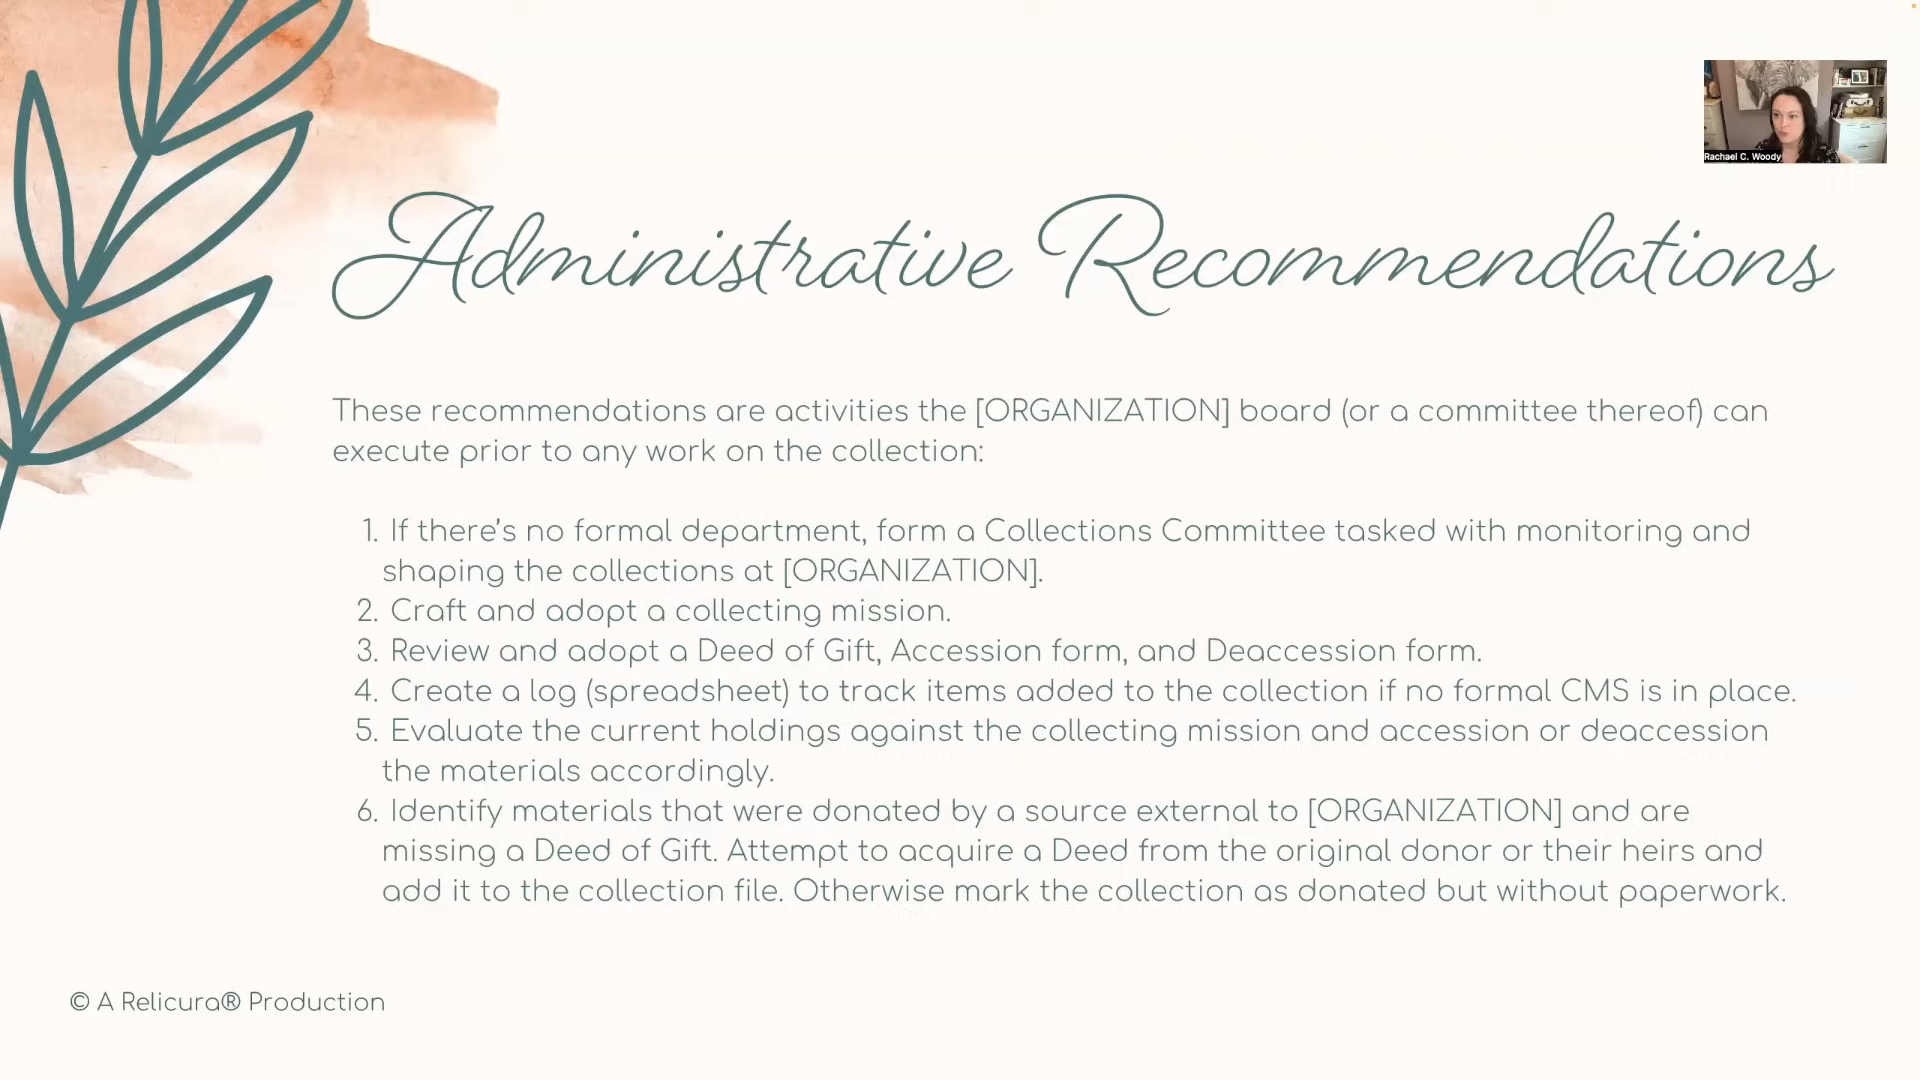 Rachael C. Woody
Administrative Recommendations
These recommendations are activities the [ORGANIZATION] board (or a committee thereof) can
execute prior to any work on the collection:
1. If there's no formal department, form a Collections Committee tasked with monitoring and
shaping the collections at [ORGANIZATION].
2. Craft and adopt a collecting mission.
3. Review and adopt a Deed of Gift, Accession form, and Deaccession form.
4. Create a log (spreadsheet) to track items added to the collection if no formal CMS is in place.
5. Evaluate the current holdings against the collecting mission and accession or deaccession
the materials accordingly.
6. Identify materials that were donated by a source external to [ORGANIZATION] and are
missing a Deed of Gift. Attempt to acquire a Deed from the original donor or their heirs and
add it to the collection file. Otherwise mark the collection as donated but without paperwork.
© A Relicura® Production